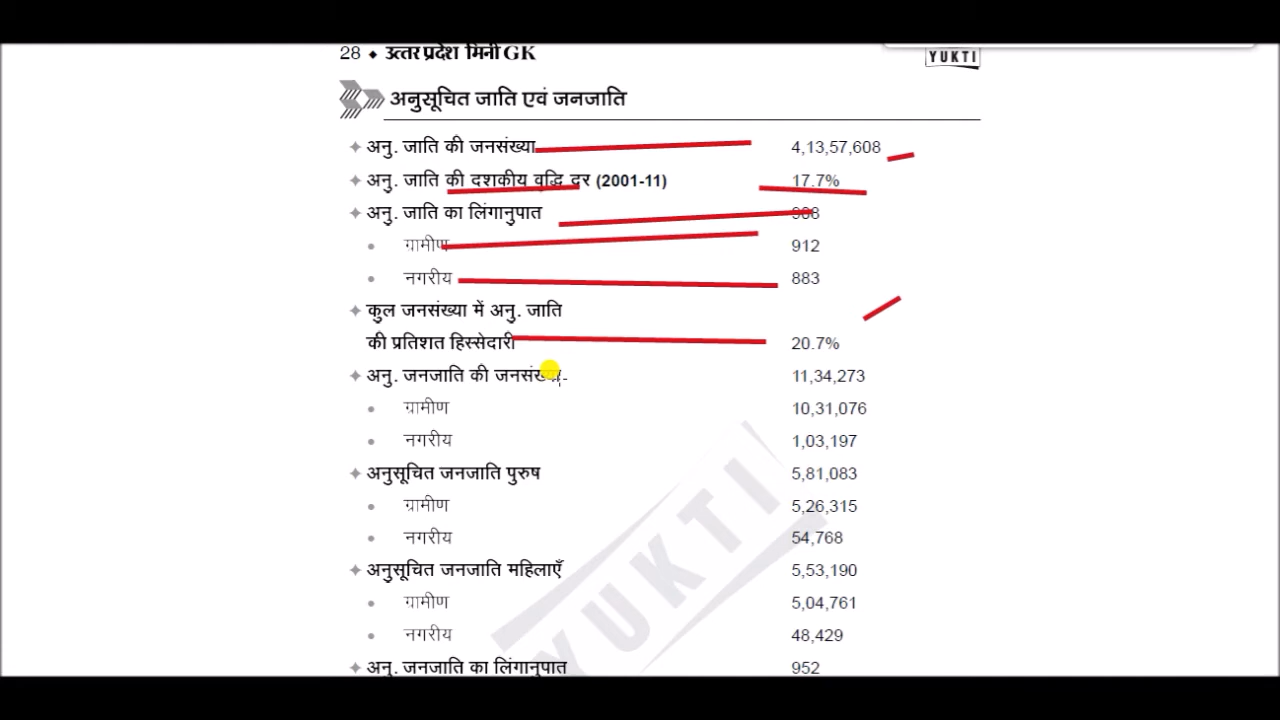 28 ◆ उत्तर प्रदेश मिनी GK
YUKTI
अनुसूचित जाति एवं जनजाति
अनु. जाति की जनसंख्या 4,13,57,608
अनु. जाति की दशकीय वृद्धि दर (2001-11) 17.7%
अनु. जाति का लिंगानुपात 908
• ग्रामीण 912
• नगरीय 883
कुल जनसंख्या में अनु. जाति
की प्रतिशत हिस्सेदारी 20.7%
अनु. जनजाति की जनसंख्या- 11,34,273
• ग्रामीण 10,31,076
• नगरीय 1,03,197
अनुसूचित जनजाति पुरुष 5,81,083
• ग्रामीण 5,26,315
• नगरीय 54,768
अनुसूचित जनजाति महिलाएँ 5,53,190
• ग्रामीण 5,04,761
• नगरीय 48,429
अनु. जनजाति का लिंगानुपात 952
YUKTI